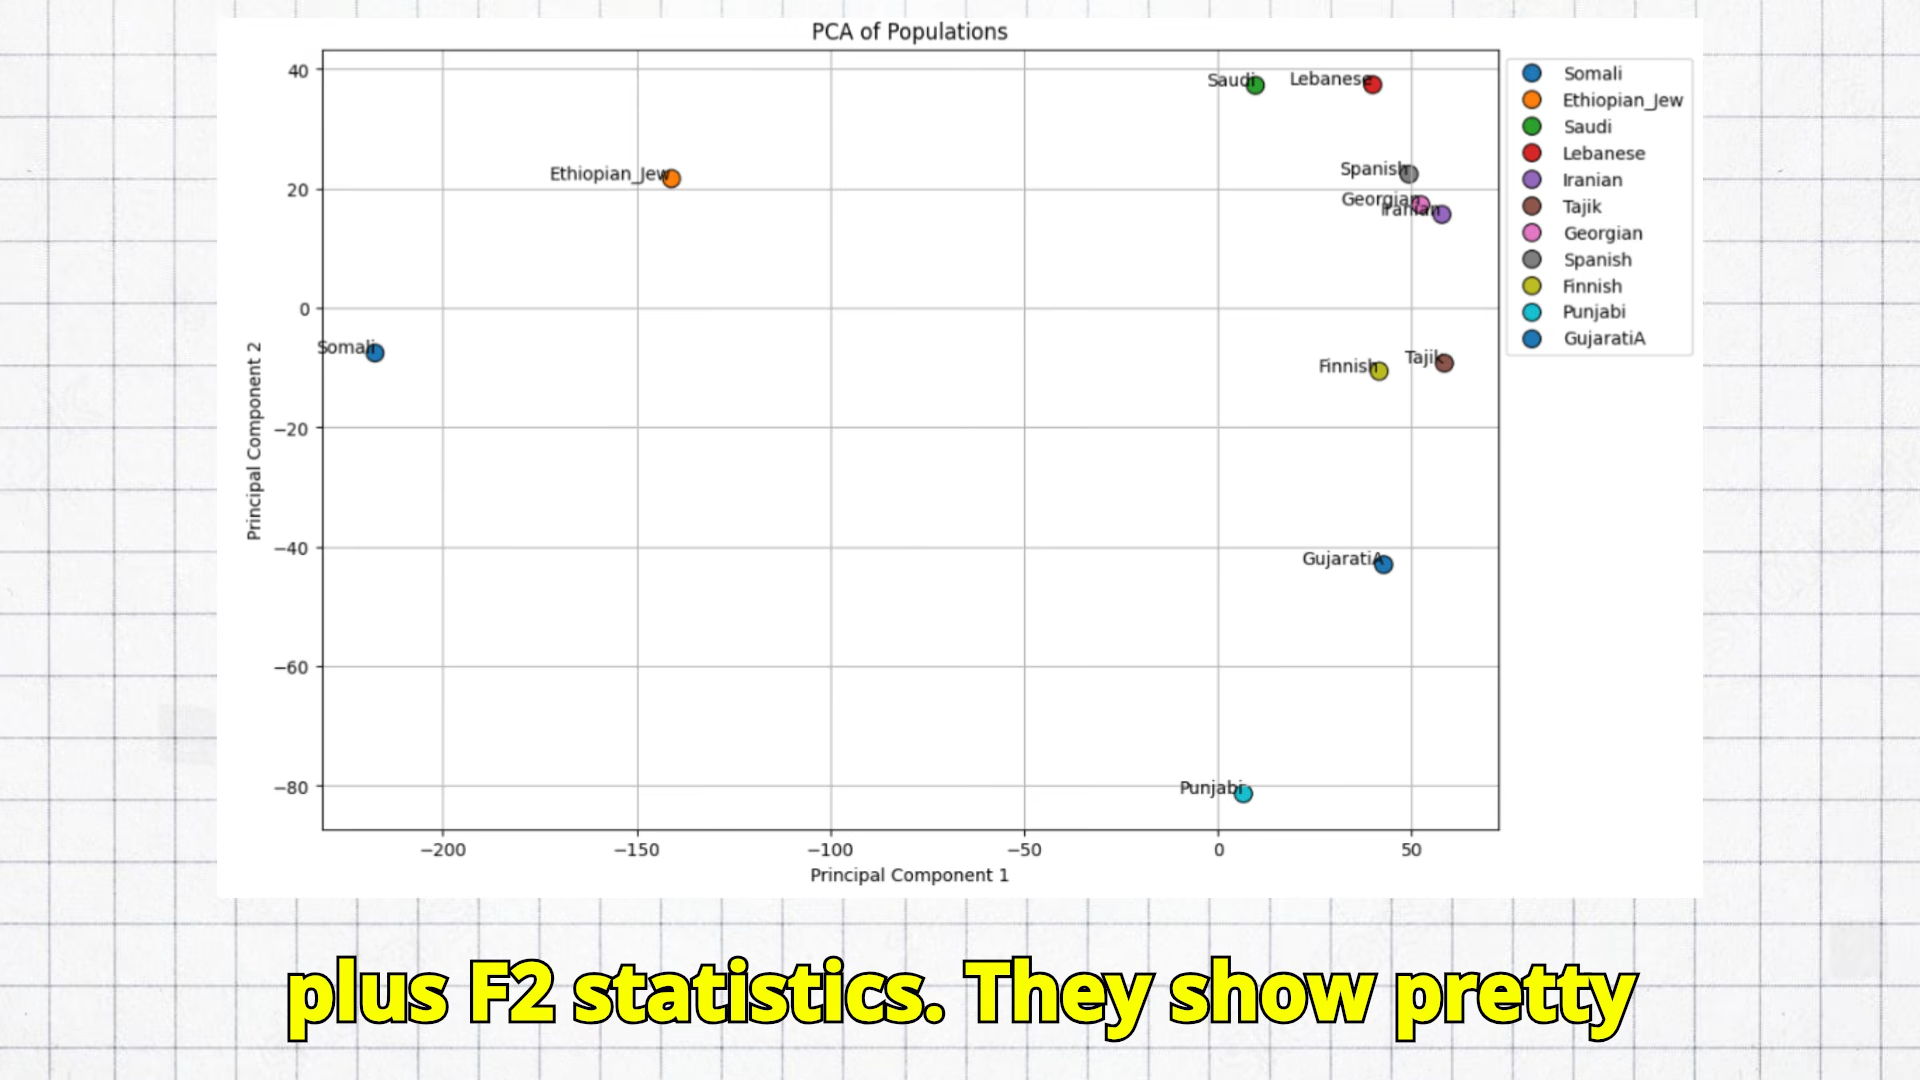 PCA of Populations
40
20
0
−20
−40
−60
−80
Principal Component 2
Saudi
Lebanese
Ethiopian_Jew
Spanish
Georgian
Iranian
Somali
Finnish
Tajik
GujaratiA
Punjabi
−200
−150
−100
−50
0
50
Principal Component 1
Somali
Ethiopian_Jew
Saudi
Lebanese
Iranian
Tajik
Georgian
Spanish
Finnish
Punjabi
GujaratiA
plus F2 statistics. They show pretty